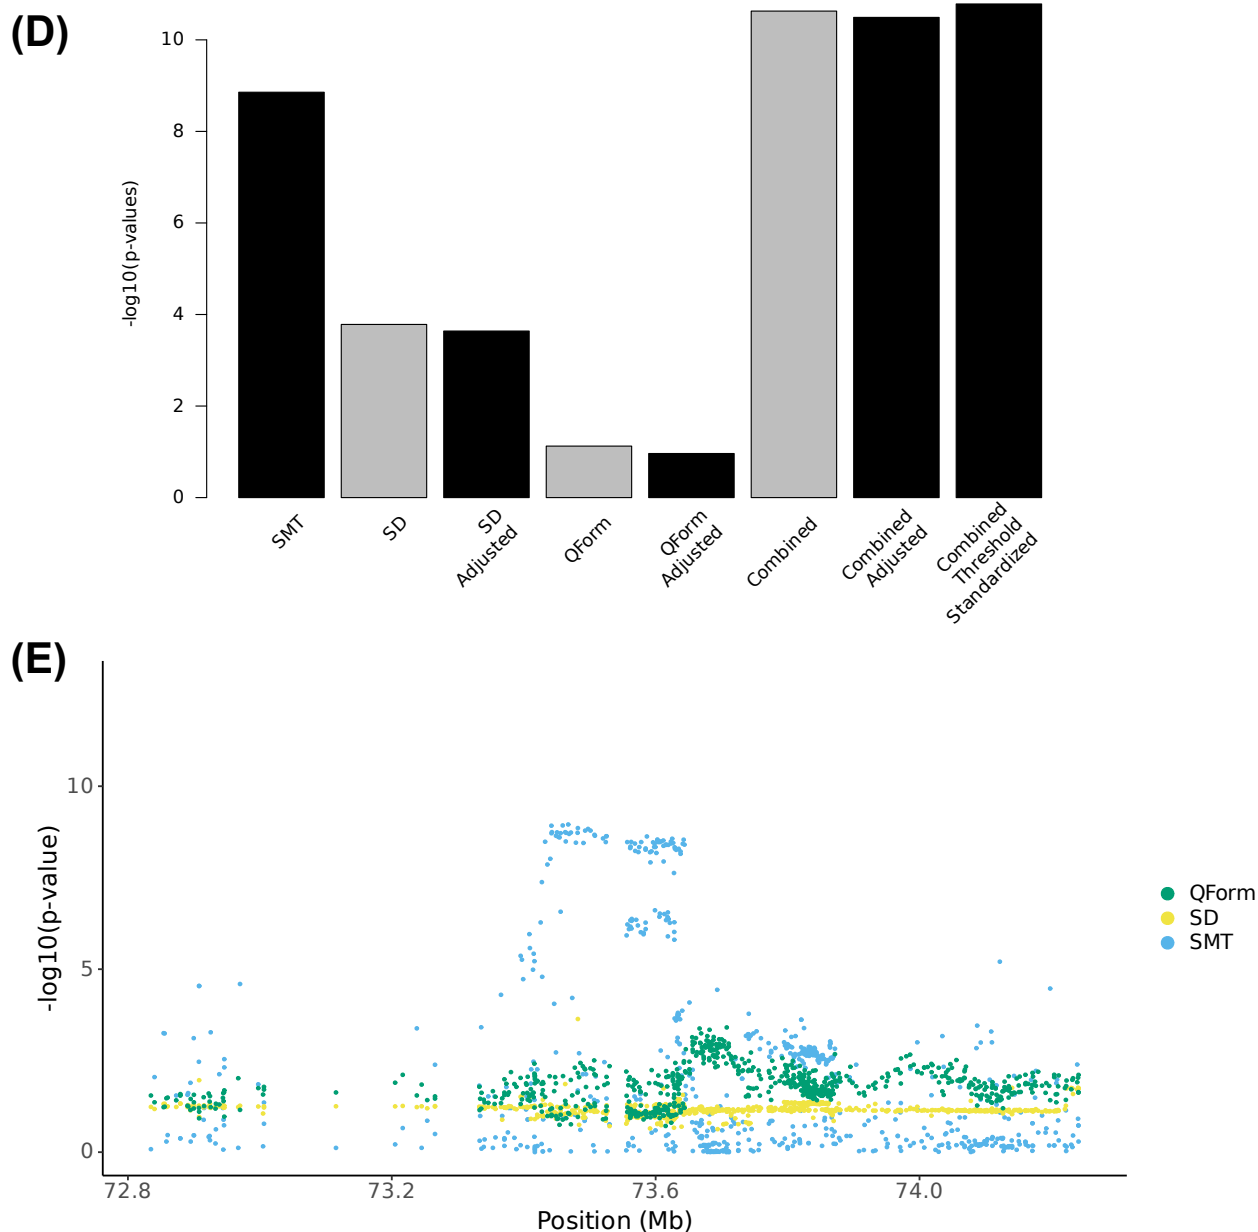 (D)
10
8
6
4
2
0
-log10(p-values)
SMT
SD
SD
Adjusted
QForm
QForm
Adjusted
Combined
Combined
Adjusted
Combined
Threshold
Standardized
(E)
10
5
0
-log10(p-value)
72.8
73.2
73.6
74.0
Position (Mb)
QForm
SD
SMT